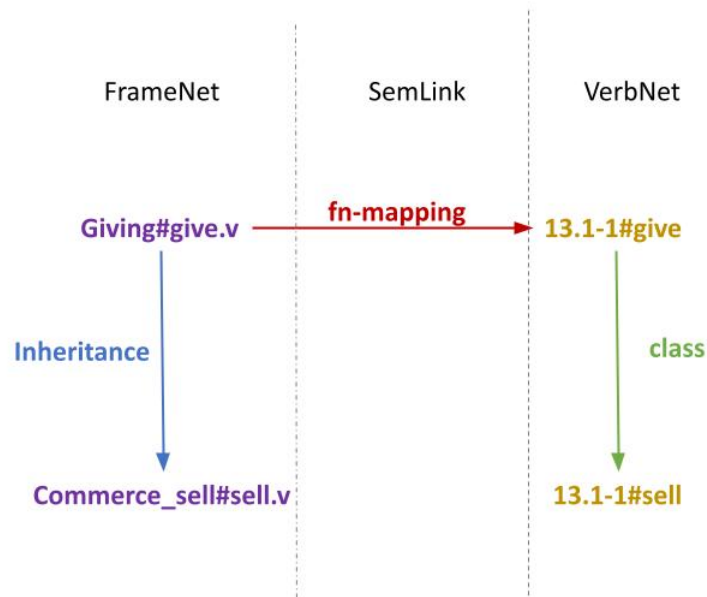 FrameNet SemLink VerbNet
fn-mapping
Giving#give.v 13.1-1#give
Inheritance class
Commerce_sell#sell.v 13.1-1#sell